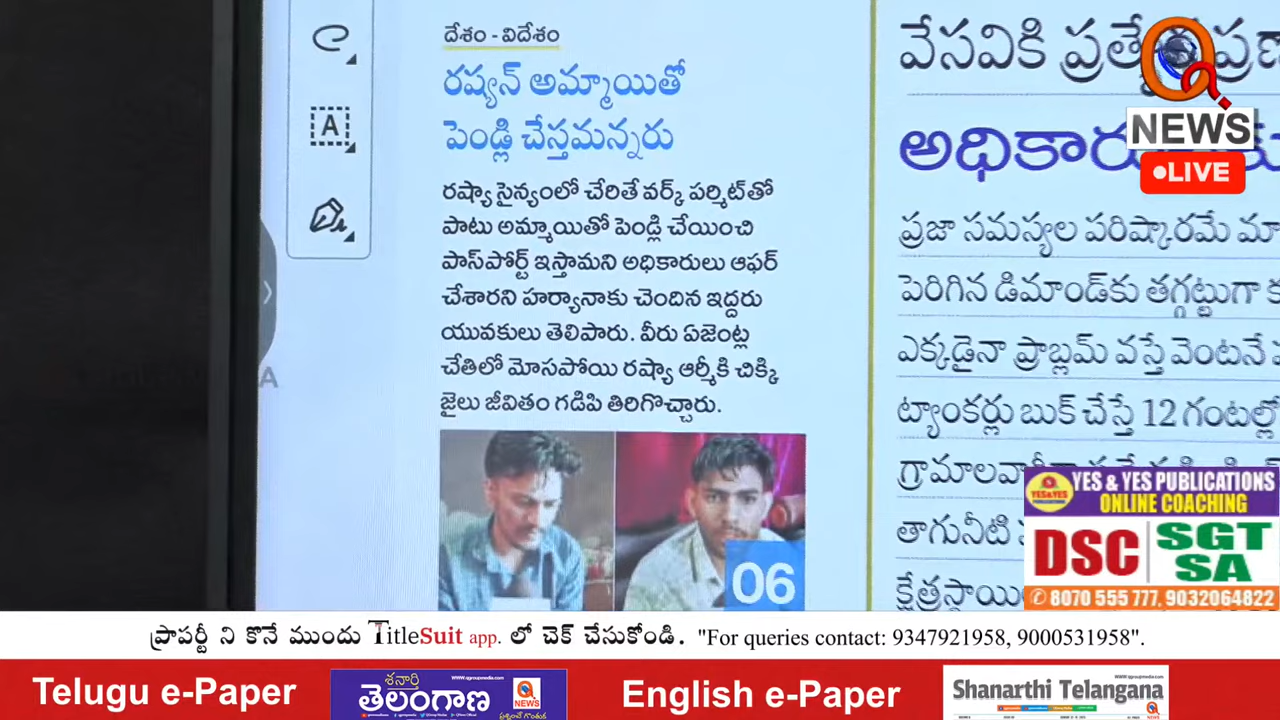 దేశం - విదేశం
రష్యన్ అమ్మాయితో
పెండ్లి చేస్తమన్నరు
రష్యా సైన్యంలో చేరితే వర్క్ పర్మిట్‌తో
పాటు అమ్మాయితో పెండ్లి చేయించి
పాస్‌పోర్ట్ ఇస్తామని అధికారులు ఆఫర్
చేశారని హర్యానాకు చెందిన ఇద్దరు
యువకులు తెలిపారు. వీరు ఏజెంట్ల
చేతిలో మోసపోయి రష్యా ఆర్మీకి చిక్కి
జైలు జీవితం గడిపి తిరిగొచ్చారు.
06
వేసవికి
ప్రజా సమస్యల పరిష్కారమే
పెరిగిన డిమాండ్‌కు తగ్గట్టుగా
ఎక్కడైనా ప్రాబ్లమ్ వస్తే వెంటనే
ట్యాంకర్లు బుక్ చేస్తే 12 గంటల్లో
తాగునీటి
Q
NEWS
LIVE
YES & YES PUBLICATIONS
ONLINE COACHING
DSC SGT SA
8070 555 777, 9032064822
ప్రాపర్టీ ని కొనే ముందు TitleSuit app. లో చెక్ చేసుకోండి. "For queries contact: 9347921958, 9000531958".
Telugu e-Paper
శనార్తి
తెలంగాణ
NEWS
English e-Paper
Shanarthi Telangana